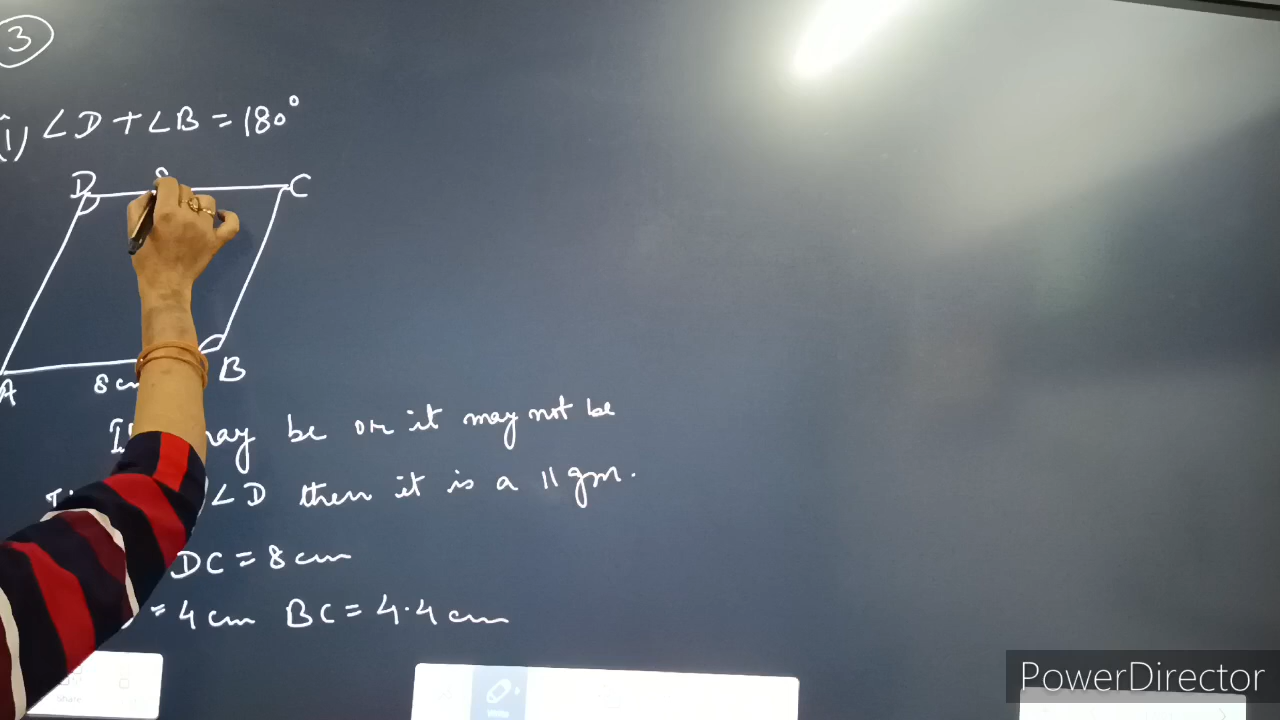 3
(i) ∠D + ∠B = 180°
D C
A 8 cm B
may be or it may not be
∠D then it is a ||gm.
DC = 8 cm
= 4 cm BC = 4.4 cm
PowerDirector